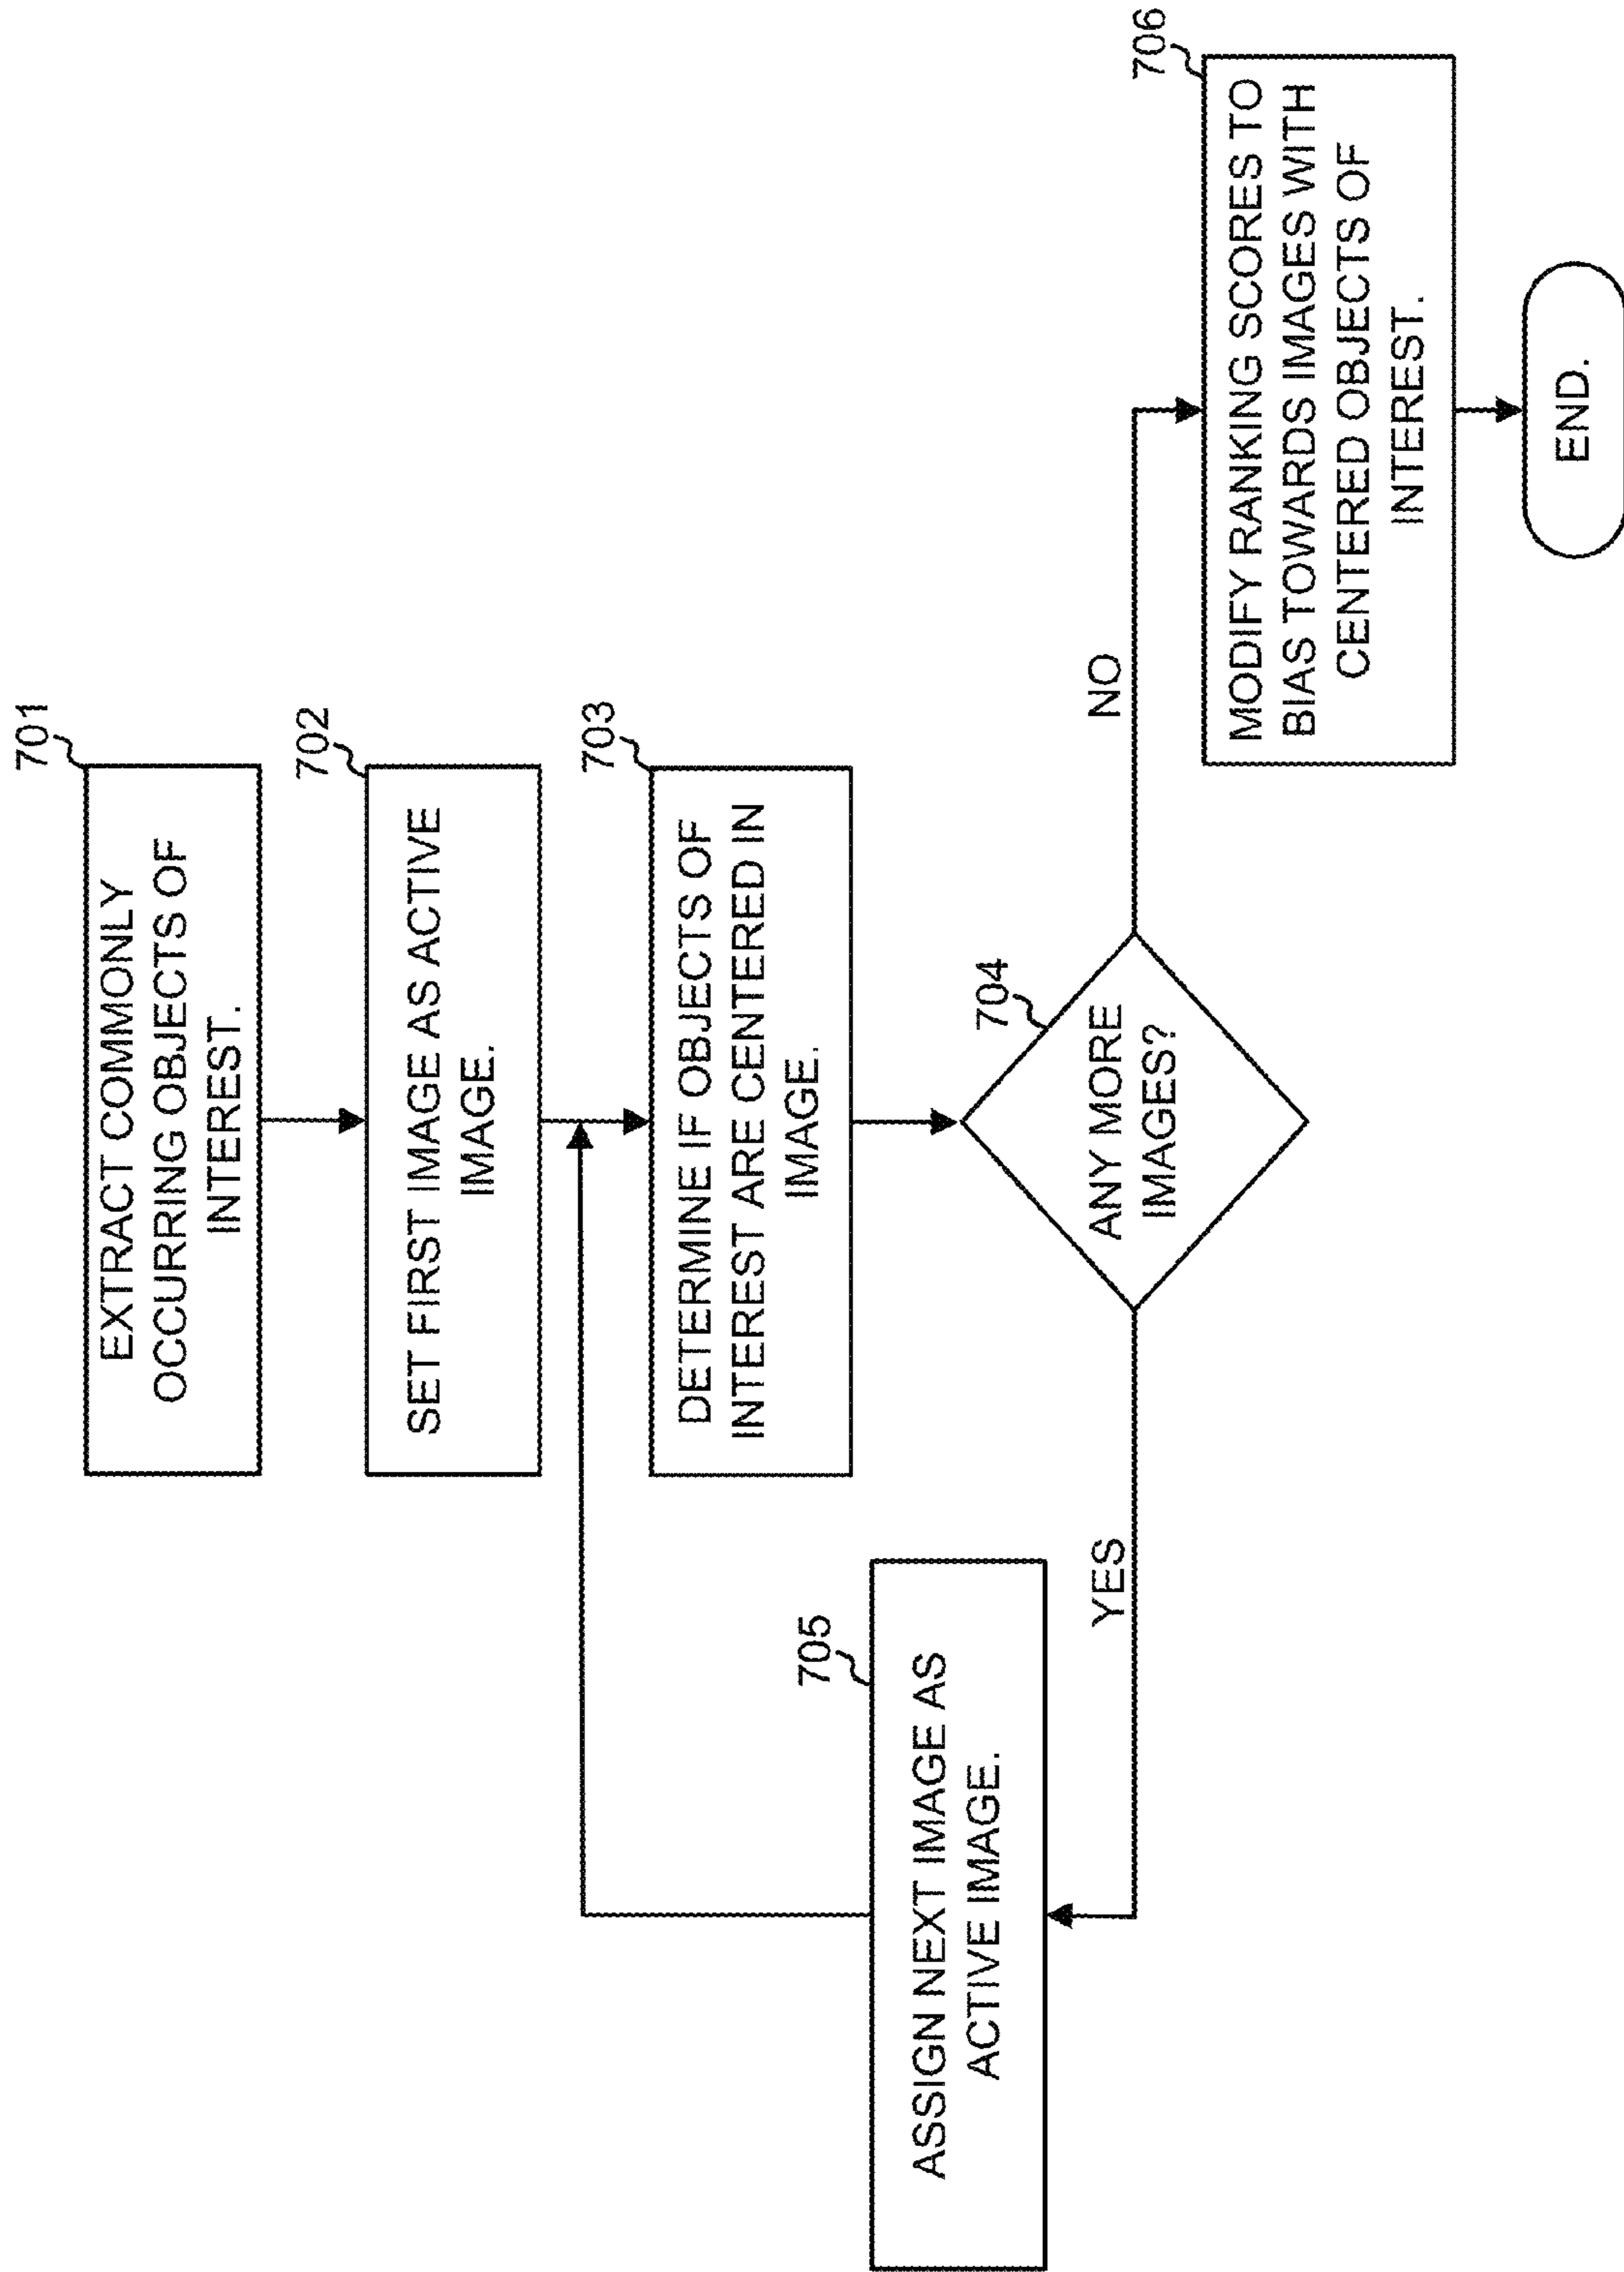 701
EXTRACT COMMONLY
OCCURRING OBJECTS OF
INTEREST.
702
SET FIRST IMAGE AS ACTIVE
IMAGE.
703
DETERMINE IF OBJECTS OF
INTEREST ARE CENTERED IN
IMAGE.
704
ANY MORE
IMAGES?
YES
705
ASSIGN NEXT IMAGE AS
ACTIVE IMAGE.
NO
706
MODIFY RANKING SCORES TO
BIAS TOWARDS IMAGES WITH
CENTERED OBJECTS OF
INTEREST.
END.